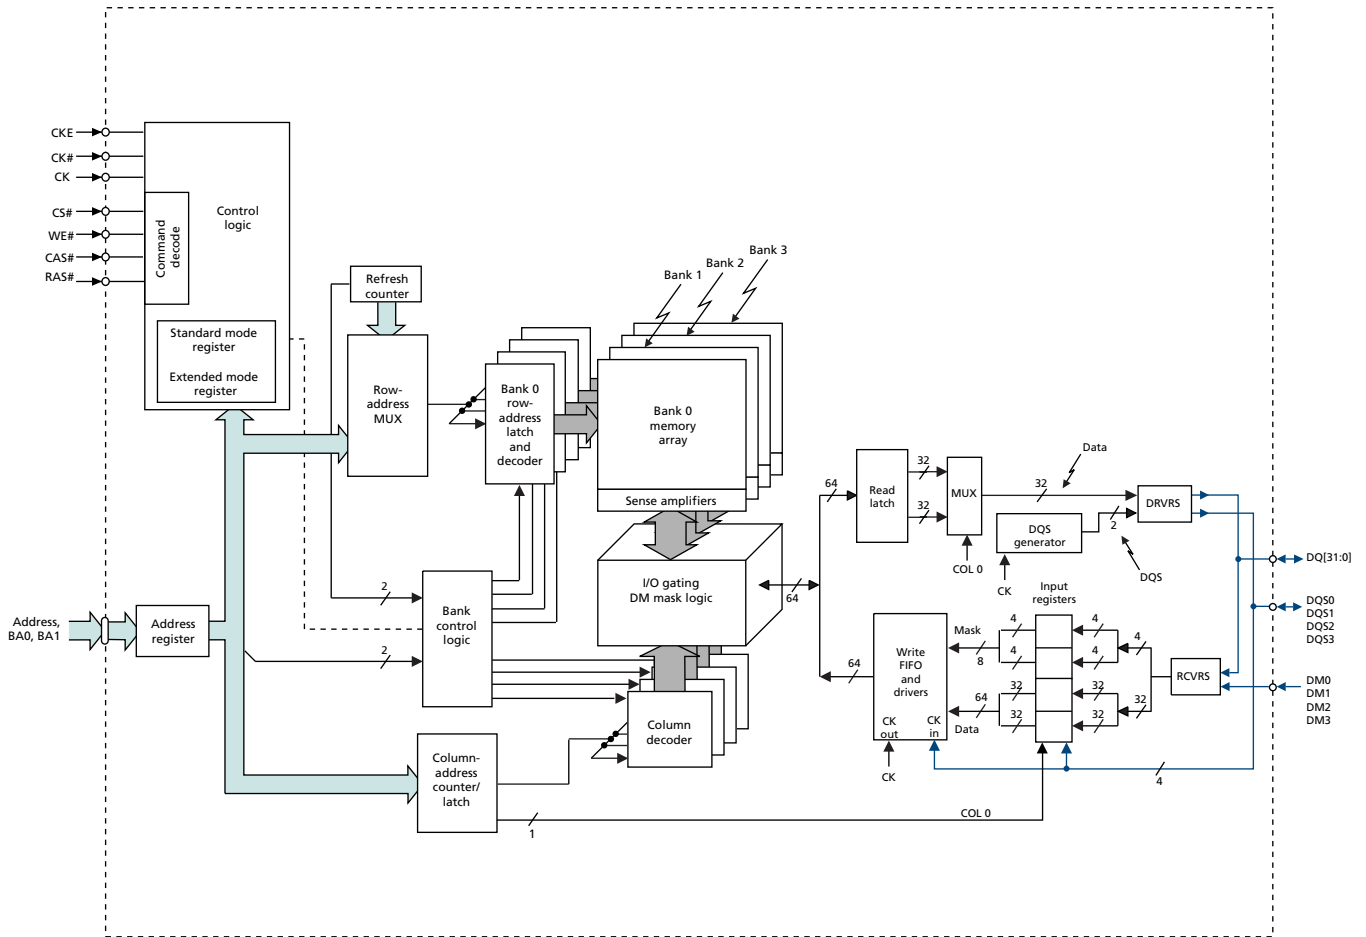 CKE
CK#
CK
CS#
WE#
CAS#
RAS#
Command
decode
Control
logic
Standard mode
register
Extended mode
register
Refresh
counter
Row-
address
MUX
Bank 0
row-
address
latch
and
decoder
Bank 1
Bank 2
Bank 3
Bank 0
memory
array
Sense amplifiers
I/O gating
DM mask logic
Address,
BA0, BA1
Address
register
2
2
Bank
control
logic
Column-
address
counter/
latch
Column
decoder
1
COL 0
64
64
64
Read
latch
32
32
MUX
COL 0
32
Data
DQS
generator
CK
2
DQS
DRVRS
Input
registers
Write
FIFO
and
drivers
CK
out
CK
in
CK
Mask
8
64
Data
4
4
32
32
4
4
32
32
4
32
RCVRS
4
DQ[31:0]
DQS0
DQS1
DQS2
DQS3
DM0
DM1
DM2
DM3